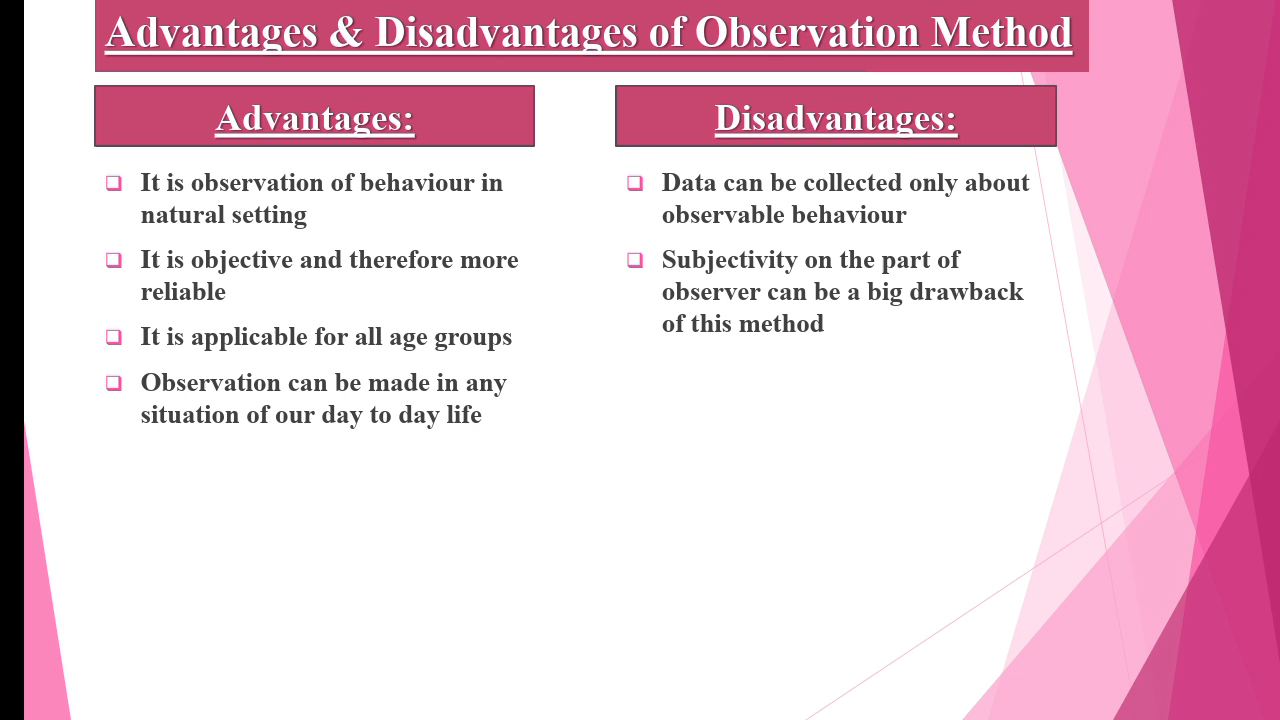 Advantages & Disadvantages of Observation Method
Advantages:
❑ It is observation of behaviour in
natural setting
❑ It is objective and therefore more
reliable
❑ It is applicable for all age groups
❑ Observation can be made in any
situation of our day to day life
Disadvantages:
❑ Data can be collected only about
observable behaviour
❑ Subjectivity on the part of
observer can be a big drawback
of this method